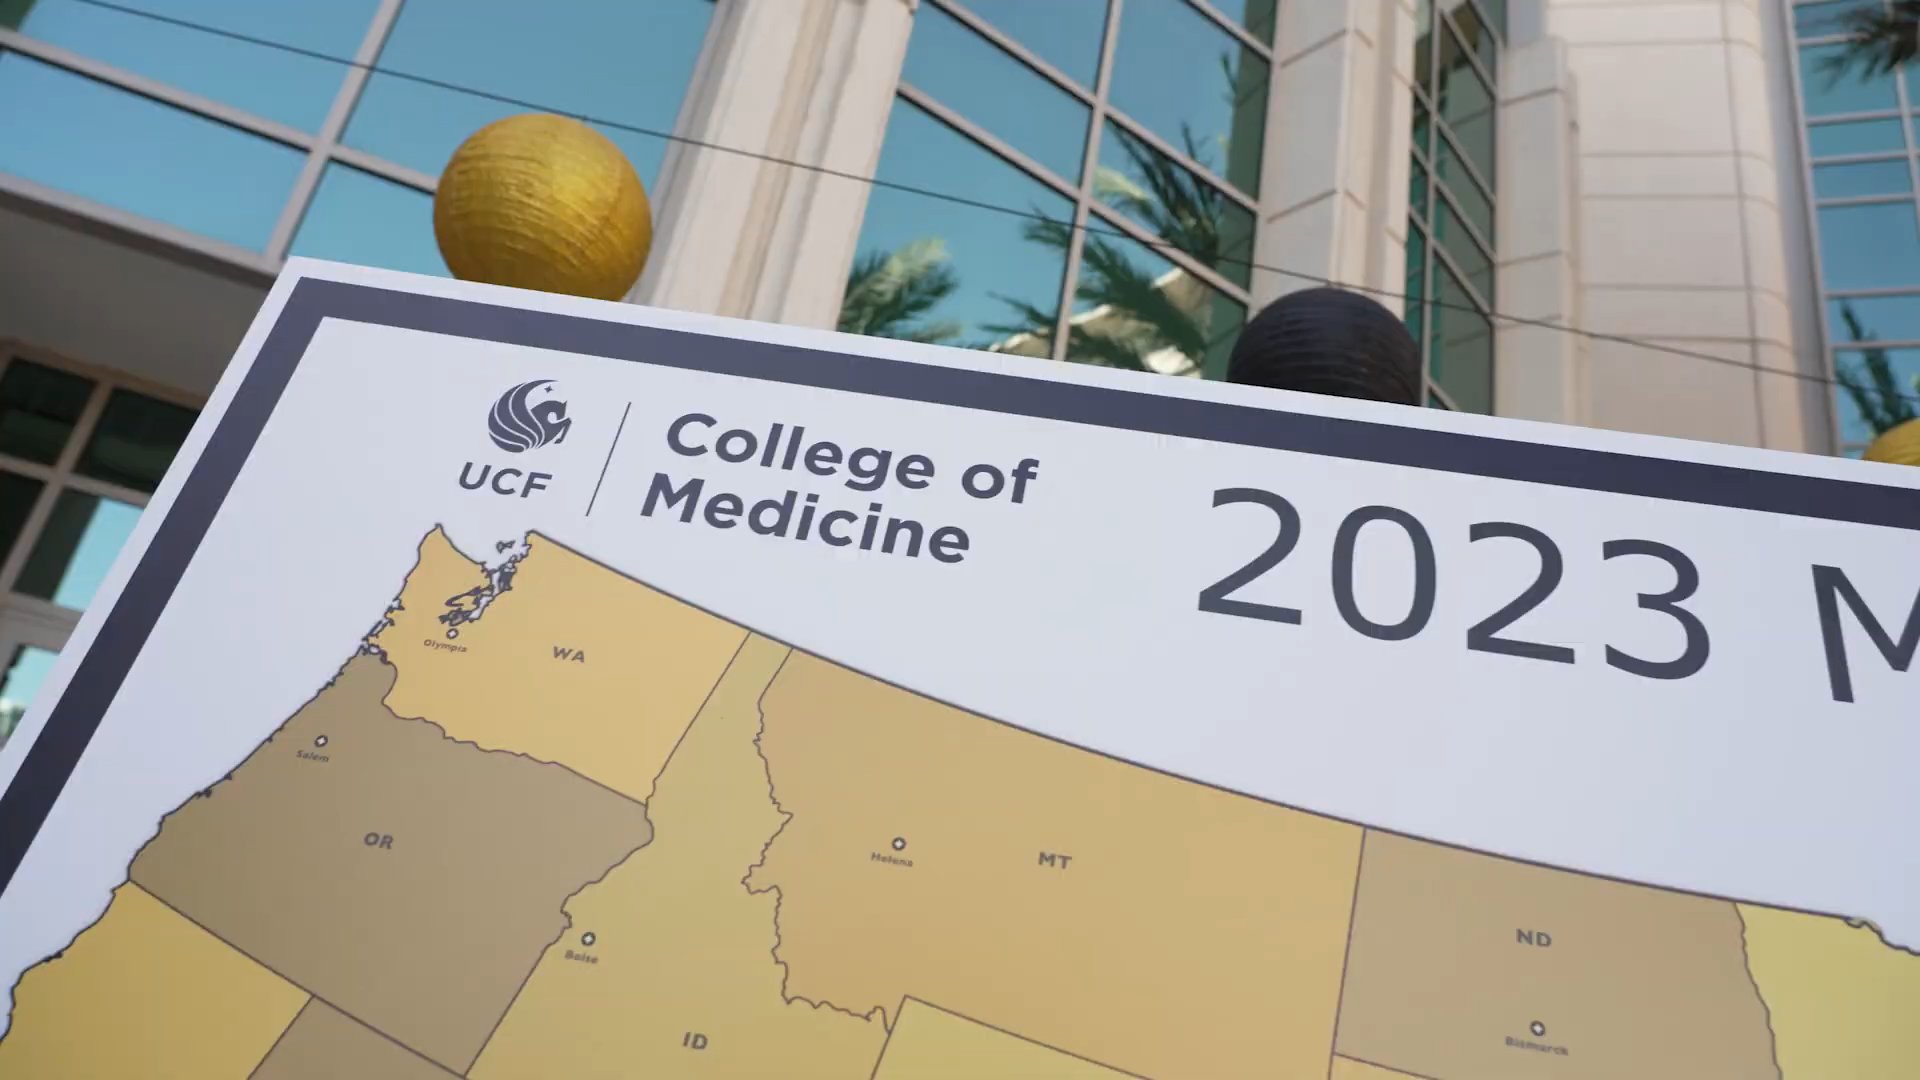 UCF
College of
Medicine
2023 M
Olympia
WA
Salem
OR
Helena
MT
ND
Boise
Bismarck
ID